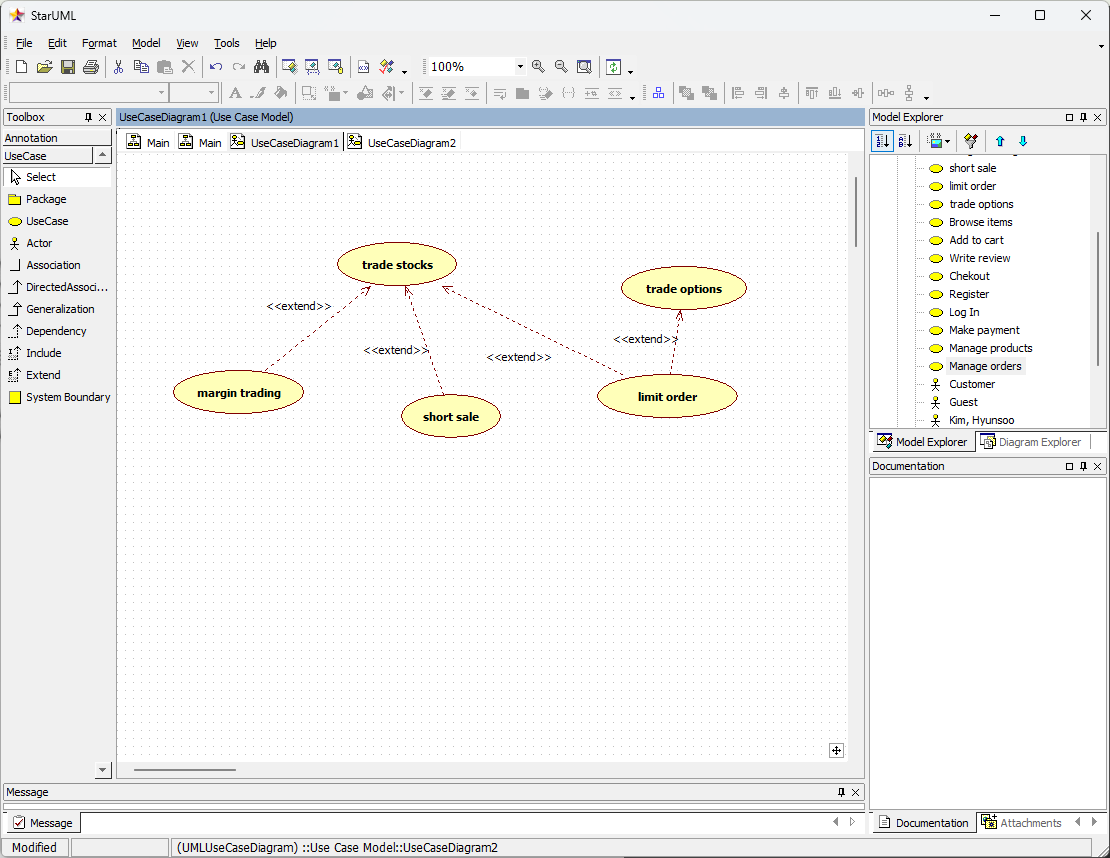 StarUML
File Edit Format Model View Tools Help
100%
Toolbox
Annotation
UseCase
Select
Package
UseCase
Actor
Association
DirectedAssoci...
Generalization
Dependency
Include
Extend
System Boundary
UseCaseDiagram1 (Use Case Model)
Main Main UseCaseDiagram1 UseCaseDiagram2
trade stocks
trade options
<<extend>>
<<extend>>
<<extend>>
<<extend>>
margin trading
short sale
limit order
Model Explorer
short sale
limit order
trade options
Browse items
Add to cart
Write review
Chekout
Register
Log In
Make payment
Manage products
Manage orders
Customer
Guest
Kim, Hyunsoo
Model Explorer Diagram Explorer
Documentation
Documentation Attachments
Message
Message
Modified
(UMLUseCaseDiagram) ::Use Case Model::UseCaseDiagram2